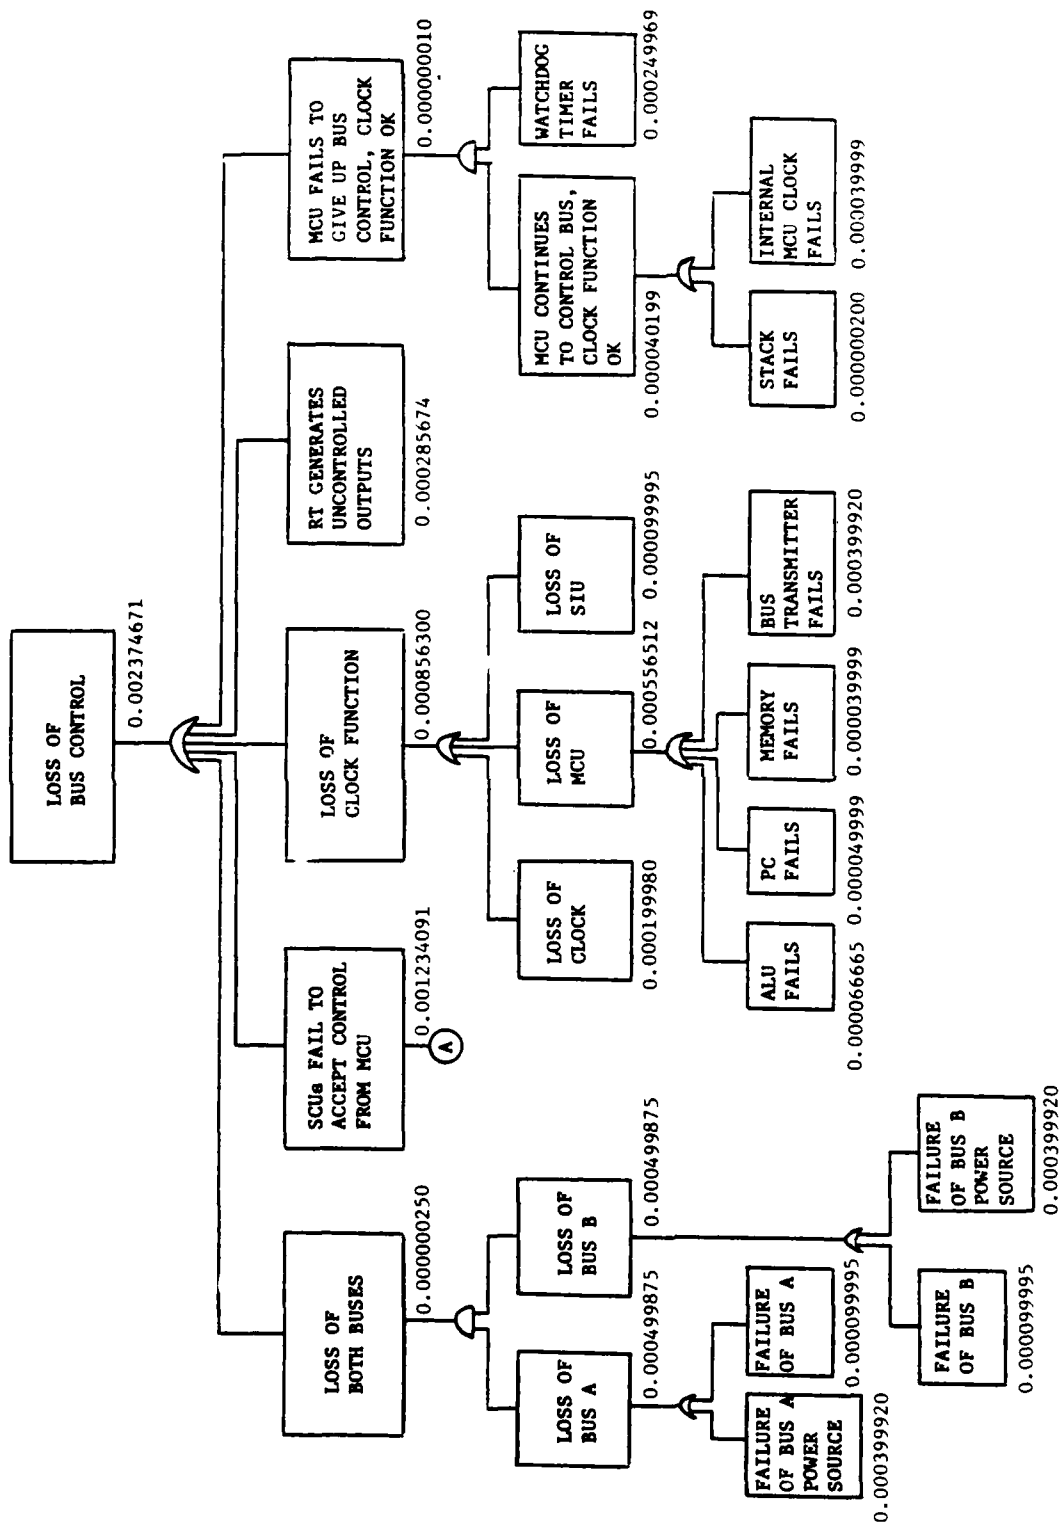 LOSS OF
BUS CONTROL
0.002374671
LOSS OF
BOTH BUSES
0.000000250
SCUs FAIL TO
ACCEPT CONTROL
FROM MCU
0.001234091
A
LOSS OF
CLOCK FUNCTION
0.000856300
RT GENERATES
UNCONTROLLED
OUTPUTS
0.000285674
MCU FAILS TO
GIVE UP BUS
CONTROL, CLOCK
FUNCTION OK
0.000000010
LOSS OF
BUS A
0.000499875
LOSS OF
BUS B
0.000499875
LOSS OF
CLOCK
0.000199980
LOSS OF
MCU
0.000556512
LOSS OF
SIU
0.000099995
MCU CONTINUES
TO CONTROL BUS,
CLOCK FUNCTION
OK
0.000040199
WATCHDOG
TIMER
FAILS
0.000249969
FAILURE
OF BUS A
POWER
SOURCE
0.000399920
FAILURE
OF BUS A
0.000099995
ALU
FAILS
0.000066665
PC
FAILS
0.000049999
MEMORY
FAILS
0.000039999
BUS
TRANSMITTER
FAILS
0.000399920
STACK
FAILS
0.000000200
INTERNAL
MCU CLOCK
FAILS
0.000039999
FAILURE
OF BUS B
0.000099995
FAILURE
OF BUS B
POWER
SOURCE
0.000399920